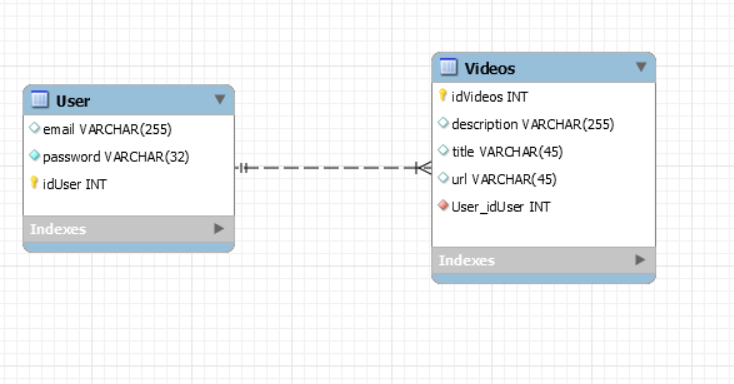 User
email VARCHAR(255)
password VARCHAR(32)
idUser INT
Indexes
Videos
idVideos INT
description VARCHAR(255)
title VARCHAR(45)
url VARCHAR(45)
User_idUser INT
Indexes